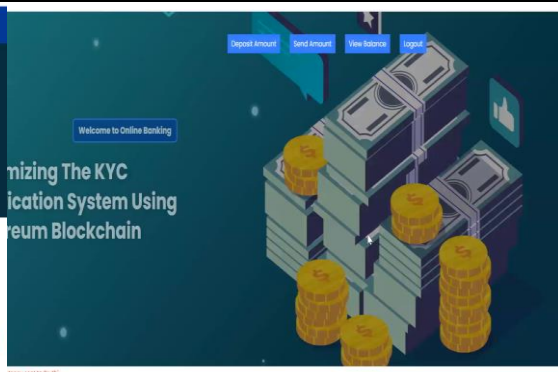 Deposit Amount Send Amount View Balance Logout
Welcome to Online Banking
mizing The KYC
ication System Using
reum Blockchain